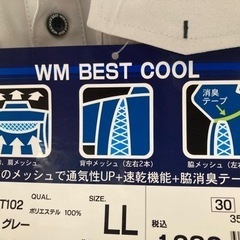 WM BEST COOL
消臭
テープ
肩メッシュ
背中メッシュ(左右2本)
脇メッシュ(左
のメッシュで通気性UP+速乾機能+脇消臭テー
T102
QUAL.
ポリエステル 100%
グレー
LL
税込
30
35